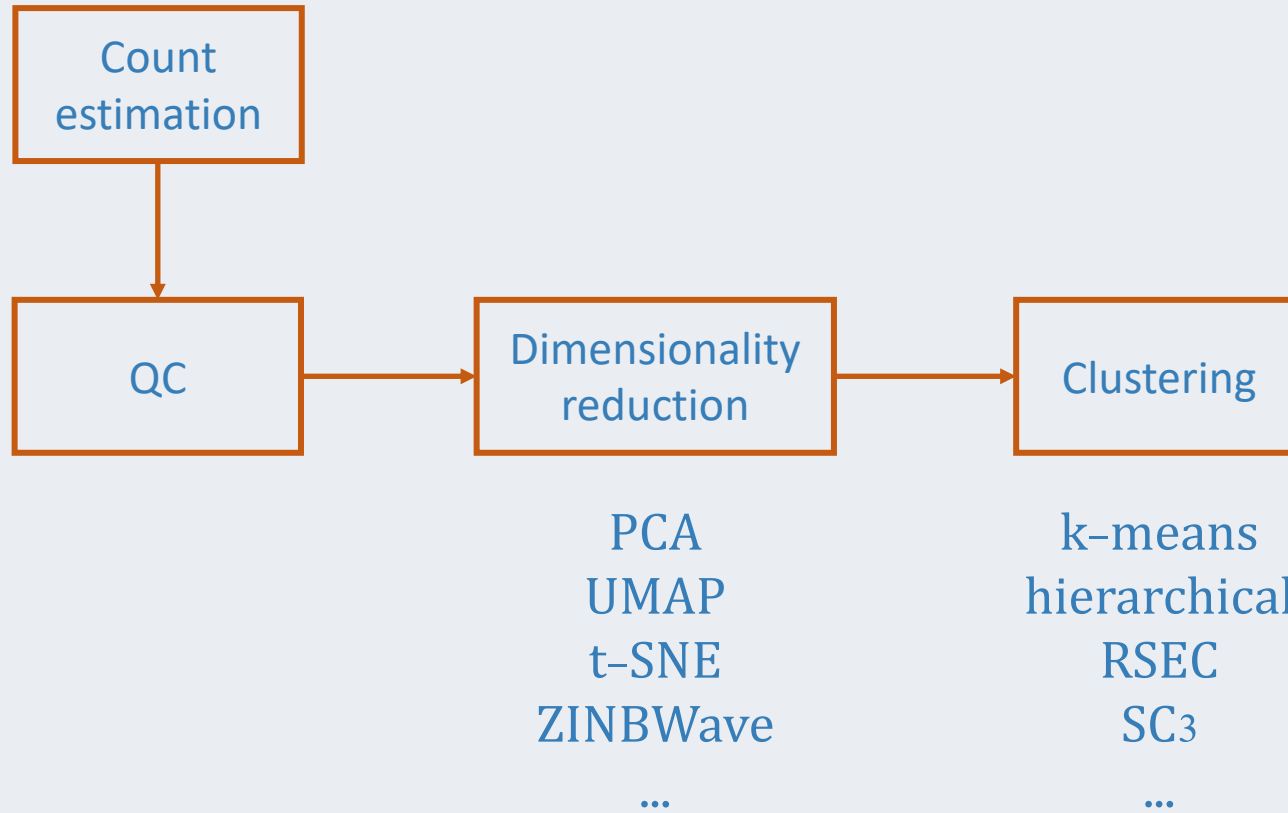 Count
estimation
QC
Dimensionality
reduction
Clustering
PCA
UMAP
t-SNE
ZINBWave
...
k-means
hierarchical
RSEC
SC3
...